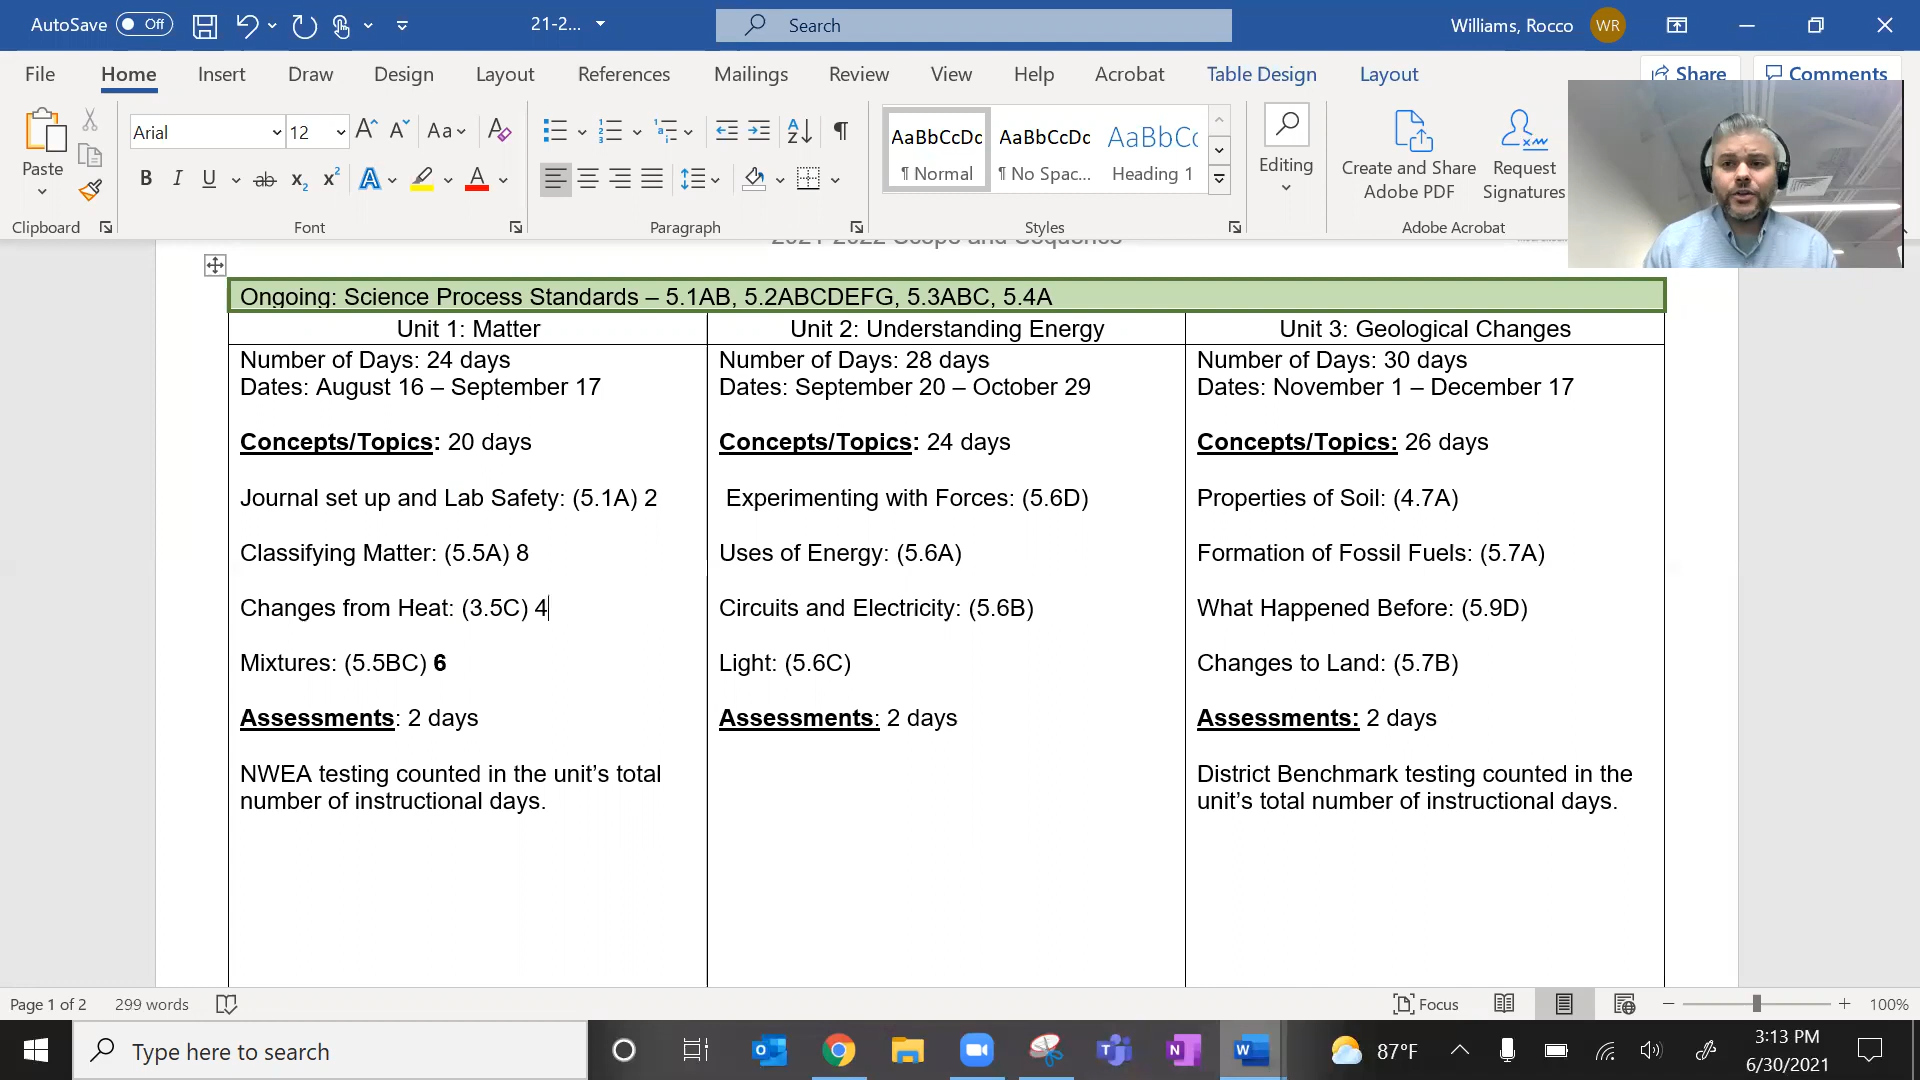 AutoSave Off 21-2... Search Williams, Rocco WR
File Home Insert Draw Design Layout References Mailings Review View Help Acrobat Table Design Layout Share Comments
Paste
Clipboard
Arial 12 Aa
B I U ab x2 x2 A A
Font
Paragraph
AaBbCcDc AaBbCcDc AaBbCc
¶ Normal ¶ No Spac... Heading 1
Styles
Editing
Create and Share
Adobe PDF
Request
Signatures
Adobe Acrobat
2021-2022 Scope and Sequence
Ongoing: Science Process Standards – 5.1AB, 5.2ABCDEFG, 5.3ABC, 5.4A
Unit 1: Matter
Number of Days: 24 days
Dates: August 16 – September 17
Concepts/Topics: 20 days
Journal set up and Lab Safety: (5.1A) 2
Classifying Matter: (5.5A) 8
Changes from Heat: (3.5C) 4
Mixtures: (5.5BC) 6
Assessments: 2 days
NWEA testing counted in the unit’s total
number of instructional days.
Unit 2: Understanding Energy
Number of Days: 28 days
Dates: September 20 – October 29
Concepts/Topics: 24 days
Experimenting with Forces: (5.6D)
Uses of Energy: (5.6A)
Circuits and Electricity: (5.6B)
Light: (5.6C)
Assessments: 2 days
Unit 3: Geological Changes
Number of Days: 30 days
Dates: November 1 – December 17
Concepts/Topics: 26 days
Properties of Soil: (4.7A)
Formation of Fossil Fuels: (5.7A)
What Happened Before: (5.9D)
Changes to Land: (5.7B)
Assessments: 2 days
District Benchmark testing counted in the
unit’s total number of instructional days.
Page 1 of 2 299 words Focus 100%
Type here to search 87°F 3:13 PM
6/30/2021